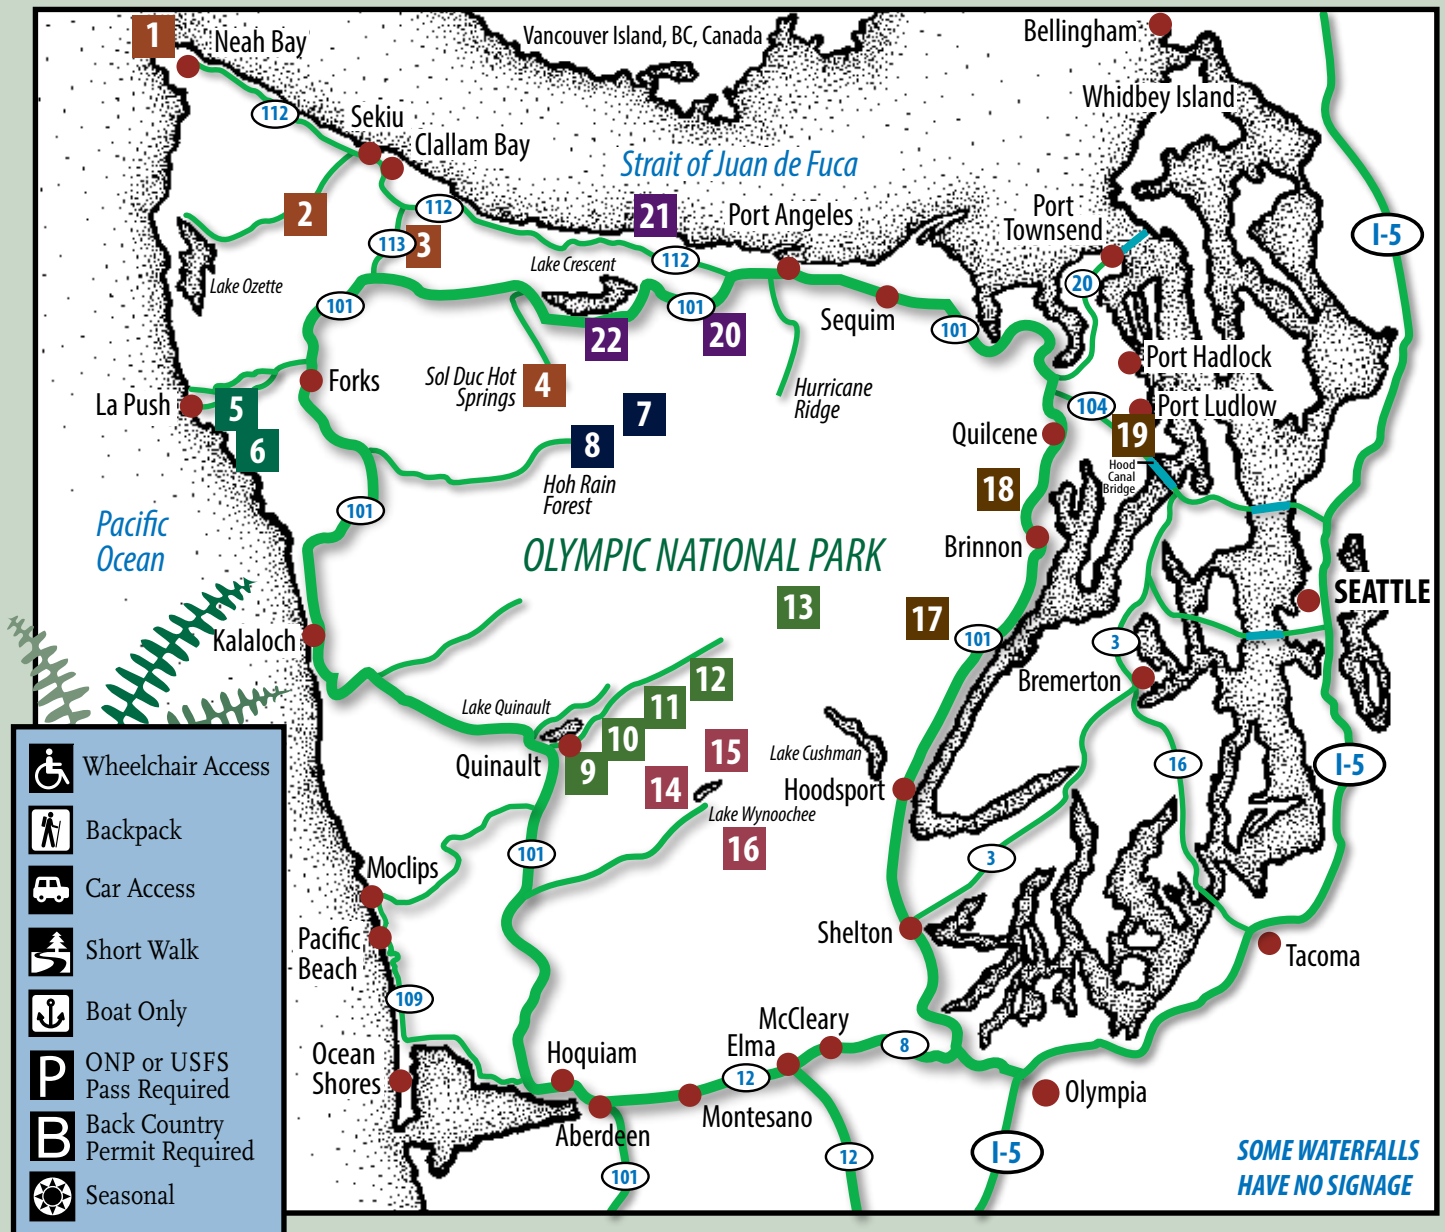 1
Neah Bay
Vancouver Island, BC, Canada
Bellingham
Whidbey Island
112
Sekiu
Clallam Bay
Strait of Juan de Fuca
2
112
21
Port Angeles
Port
Townsend
I-5
113
3
112
Lake Crescent
Lake Ozette
20
101
101
101
Sequim
22
20
Port Hadlock
Forks
Sol Duc Hot
Springs
4
Hurricane
Ridge
La Push
5
104
Port Ludlow
7
6
8
Quilcene
19
Hood
Canal
Bridge
Hoh Rain
Forest
18
101
Pacific
Ocean
OLYMPIC NATIONAL PARK
Brinnon
13
SEATTLE
17
101
Kalaloch
3
12
Bremerton
11
Lake Quinault
10
15
Lake Cushman
Quinault
9
14
16
I-5
Hoodsport
Lake Wynoochee
16
101
3
Moclips
Shelton
Pacific
Beach
Tacoma
109
McCleary
Elma
8
Ocean
Shores
Hoquiam
12
Montesano
Olympia
Aberdeen
101
12
I-5
SOME WATERFALLS
HAVE NO SIGNAGE
Wheelchair Access
Backpack
Car Access
Short Walk
Boat Only
P
ONP or USFS
Pass Required
B
Back Country
Permit Required
Seasonal